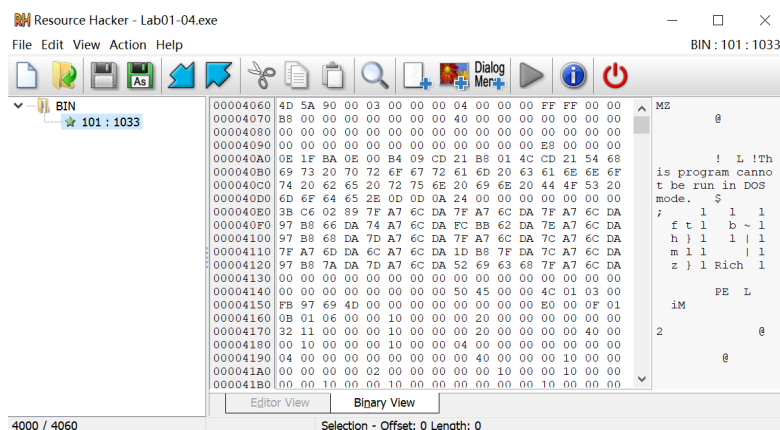 Resource Hacker - Lab01-04.exe
File Edit View Action Help
BIN : 101 : 1033
As
Dialog
Menu
BIN
101 : 1033
00004060 4D 5A 90 00 03 00 00 00 04 00 00 00 FF FF 00 00 MZ
00004070 B8 00 00 00 00 00 00 00 40 00 00 00 00 00 00 00 @
00004080 00 00 00 00 00 00 00 00 00 00 00 00 00 00 00 00
00004090 00 00 00 00 00 00 00 00 00 00 00 00 E8 00 00 00
000040A0 0E 1F BA 0E 00 B4 09 CD 21 B8 01 4C CD 21 54 68 ! L !Th
000040B0 69 73 20 70 72 6F 67 72 61 6D 20 63 61 6E 6E 6F is program canno
000040C0 74 20 62 65 20 72 75 6E 20 69 6E 20 44 4F 53 20 t be run in DOS
000040D0 6D 6F 64 65 2E 0D 0D 0A 24 00 00 00 00 00 00 00 mode. $
000040E0 3B C6 02 89 7F A7 6C DA 7F A7 6C DA 7F A7 6C DA ; l l l
000040F0 97 B8 66 DA 74 A7 6C DA FC BB 62 DA 7E A7 6C DA f t l b ~ l
00004100 97 B8 68 DA 7D A7 6C DA 7F A7 6C DA 7C A7 6C DA h } l l | l
00004110 7F A7 6D DA 6C A7 6C DA 1D B8 7F DA 7C A7 6C DA m l l | l
00004120 97 B8 7A DA 7D A7 6C DA 52 69 63 68 7F A7 6C DA z } l Rich l
00004130 00 00 00 00 00 00 00 00 00 00 00 00 00 00 00 00
00004140 00 00 00 00 00 00 00 00 50 45 00 00 4C 01 03 00 PE L
00004150 FB 97 69 4D 00 00 00 00 00 00 00 00 E0 00 0F 01 iM
00004160 0B 01 06 00 00 10 00 00 00 20 00 00 00 00 00 00
00004170 32 11 00 00 00 10 00 00 00 20 00 00 00 00 40 00 2 @
00004180 00 10 00 00 00 10 00 00 04 00 00 00 00 00 00 00
00004190 04 00 00 00 00 00 00 00 00 40 00 00 00 10 00 00 @
000041A0 00 00 00 00 02 00 00 00 00 00 10 00 00 10 00 00
000041B0 00 00 10 00 00 10 00 00 00 00 00 00 10 00 00 00
Editor View Binary View
4000 / 4060 Selection - Offset: 0 Length: 0